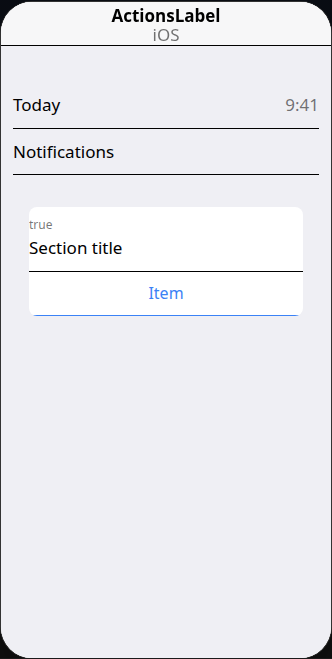 ActionsLabel
iOS
Today 9:41
Notifications
true
Section title
Item